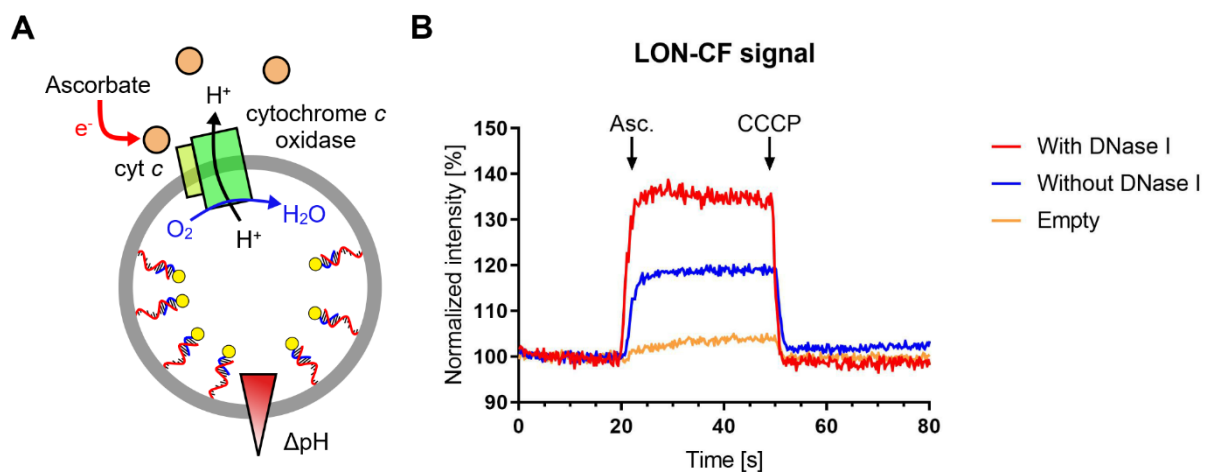 A
Ascorbate
e-
cyt c
H+
cytochrome c
oxidase
O2
H2O
H+
ΔpH
B
LON-CF signal
Asc.
CCCP
Normalized intensity [%]
150
140
130
120
110
100
90
0
20
40
60
80
Time [s]
With DNase I
Without DNase I
Empty